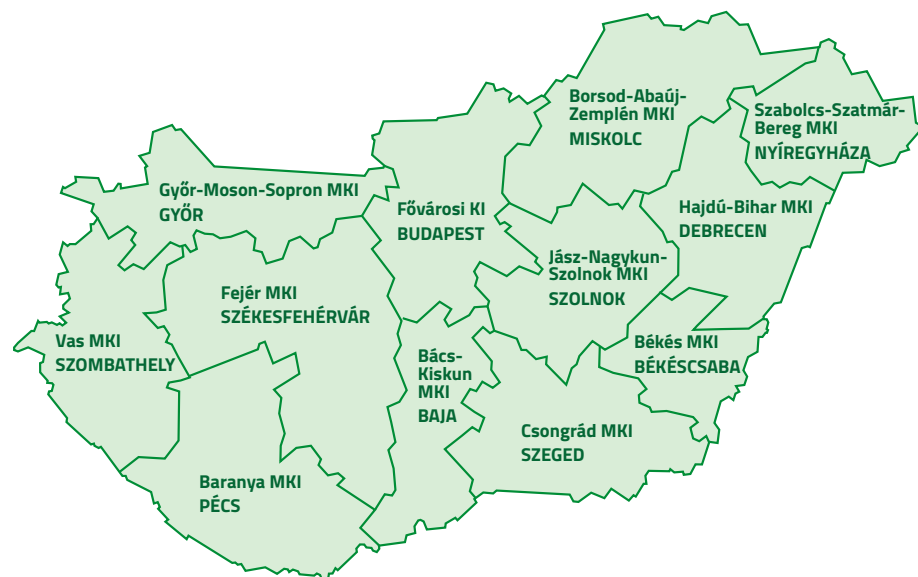 Borsod-Abaúj-
Zemplén MKI
MISKOLC
Szabolcs-Szatmár-
Bereg MKI
NYÍREGYHÁZA
Győr-Moson-Sopron MKI
GYŐR
Fővárosi KI
BUDAPEST
Hajdú-Bihar MKI
DEBRECEN
Jász-Nagykun-
Szolnok MKI
SZOLNOK
Fejér MKI
SZÉKESFEHÉRVÁR
Vas MKI
SZOMBATHELY
Bács-
Kiskun
MKI
BAJA
Békés MKI
BÉKÉSCSABA
Csongrád MKI
SZEGED
Baranya MKI
PÉCS